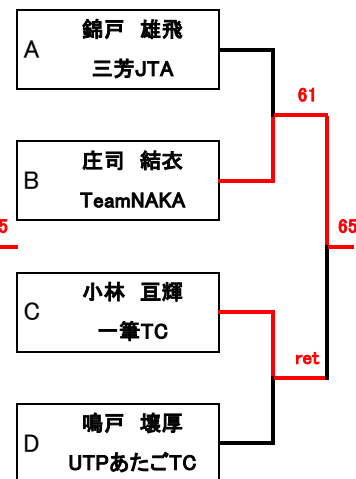 A
錦戸 雄飛
三芳JTA
61
B
庄司 結衣
TeamNAKA
5
65
C
小林 亘輝
一筆TC
ret
D
鳴戸 壌厚
UTPあたごTC